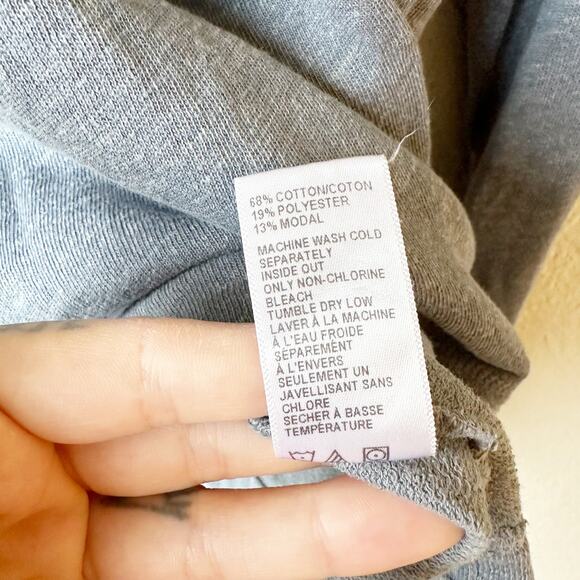 68% COTTON/COTON
19% POLYESTER
13% MODAL
MACHINE WASH COLD
SEPARATELY
INSIDE OUT
ONLY NON-CHLORINE
BLEACH
TUMBLE DRY LOW
LAVER À LA MACHINE
À L'EAU FROIDE
SÉPARÉMENT
À L'ENVERS
SEULEMENT UN
JAVELLISANT SANS
CHLORE
SÉCHER À BASSE
TEMPÉRATURE